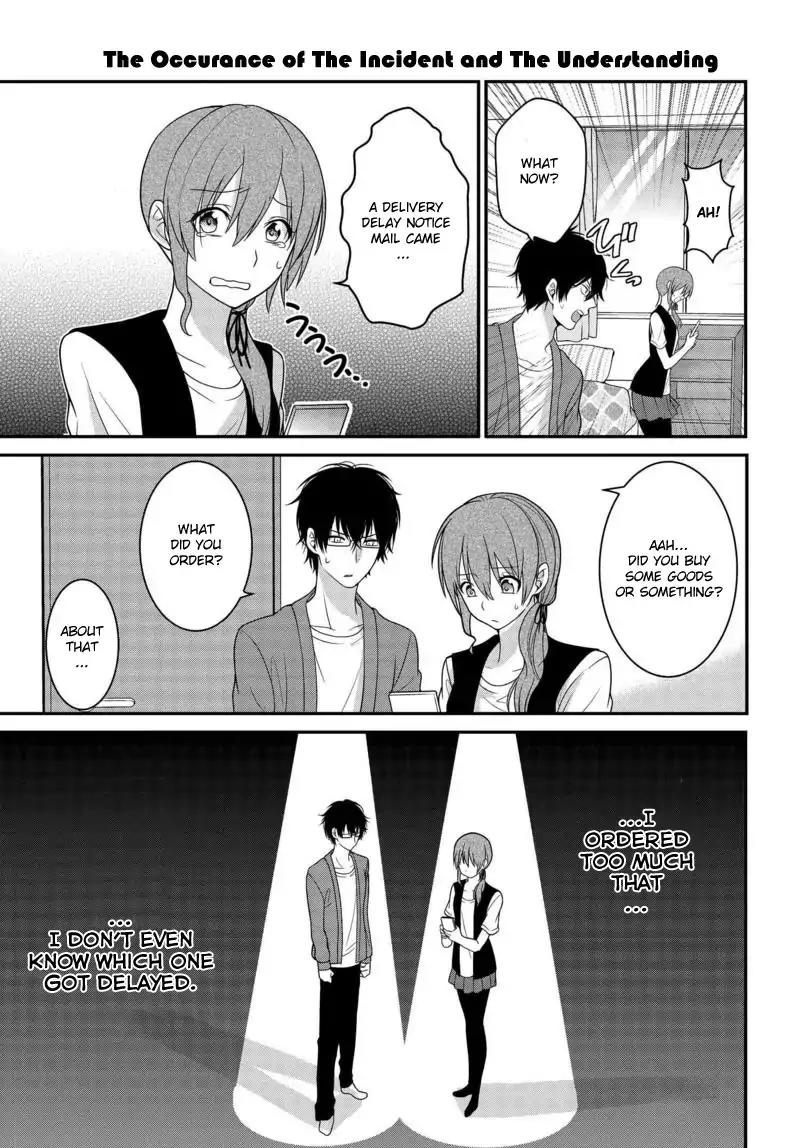 The Occurance of The Incident and The Understanding
AH!
WHAT
NOW?
A DELIVERY
DELAY NOTICE
MAIL CAME
...
AAH...
DID YOU BUY
SOME GOODS
OR SOMETHING?
WHAT
DID YOU
ORDER?
ABOUT
THAT
...
...I
ORDERED
TOO MUCH
THAT
...
...
I DON'T EVEN
KNOW WHICH ONE
GOT DELAYED.